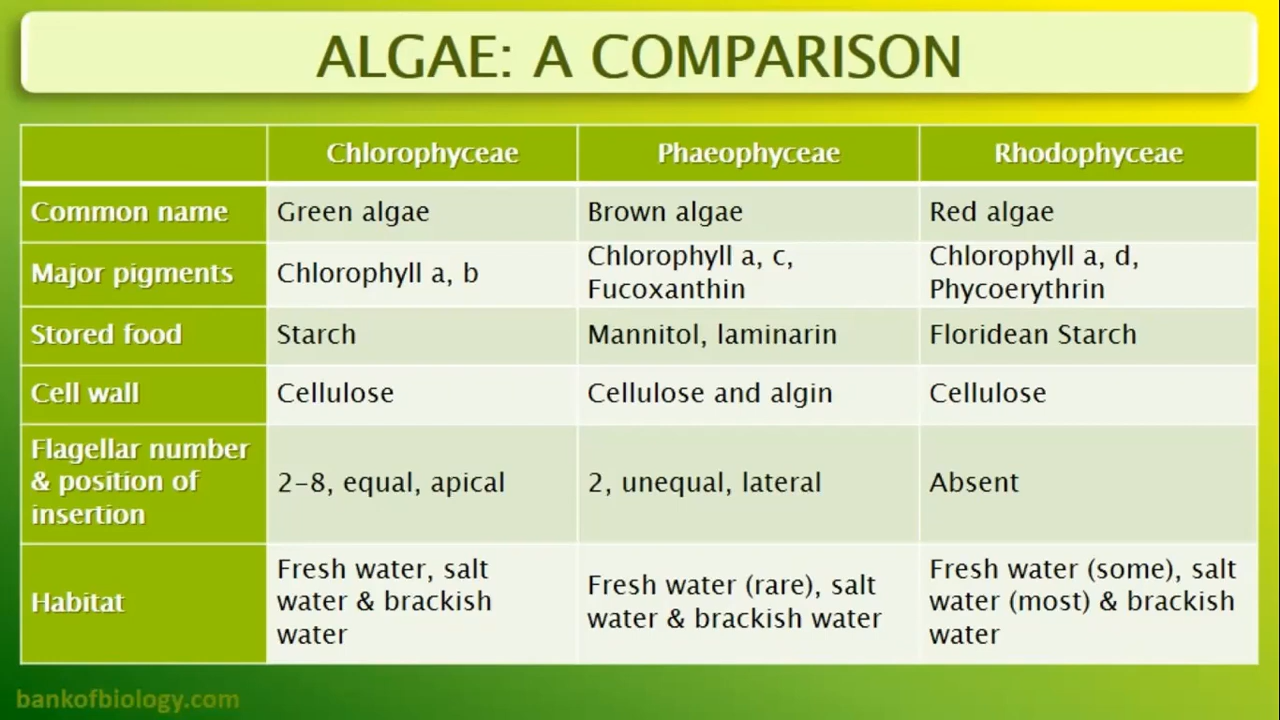 ALGAE: A COMPARISON
Chlorophyceae Phaeophyceae Rhodophyceae
Common name Green algae Brown algae Red algae
Major pigments Chlorophyll a, b
Chlorophyll a, c,
Fucoxanthin
Chlorophyll a, d,
Phycoerythrin
Stored food Starch Mannitol, laminarin Floridean Starch
Cell wall Cellulose Cellulose and algin Cellulose
Flagellar number
& position of
insertion
2-8, equal, apical 2, unequal, lateral Absent
Habitat
Fresh water, salt
water & brackish
water
Fresh water (rare), salt
water & brackish water
Fresh water (some), salt
water (most) & brackish
water
bankofbiology.com